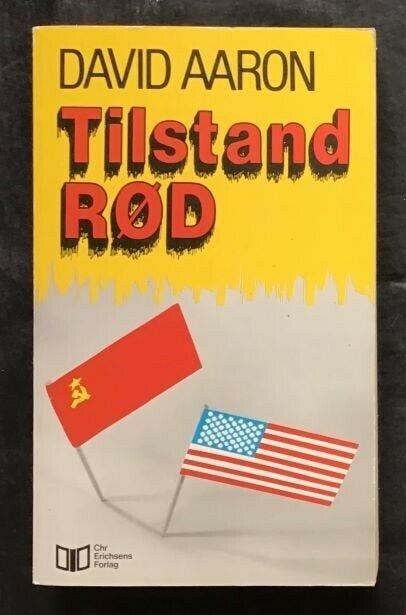 DAVID AARON
Tilstand
RØD
Chr
Erichsens
Forlag